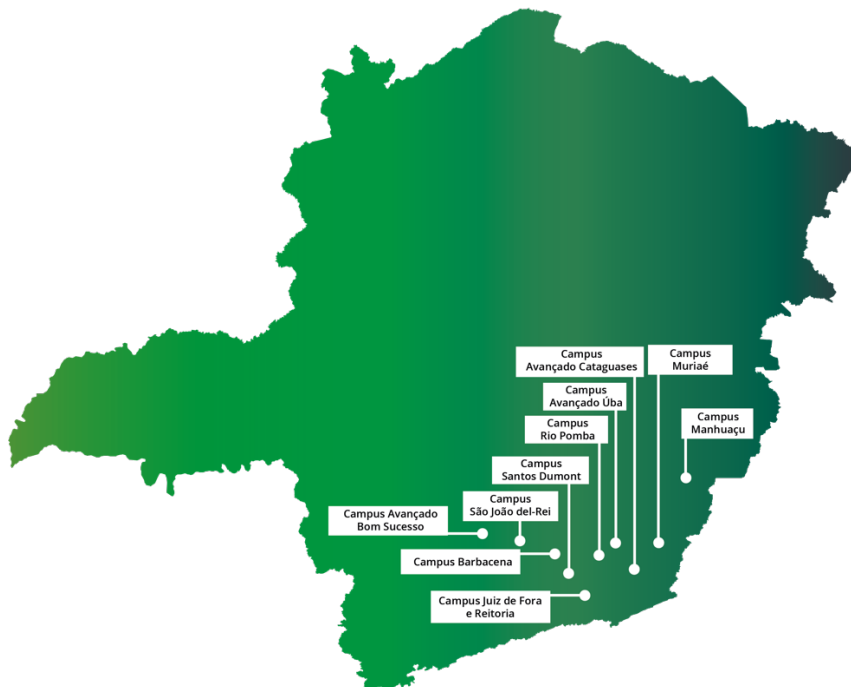 Campus
Avançado Cataguases
Campus
Muriaé
Campus
Avançado Úba
Campus
Manhuaçu
Campus
Rio Pomba
Campus
Santos Dumont
Campus
São João del-Rei
Campus Avançado
Bom Sucesso
Campus Barbacena
Campus Juiz de Fora
e Reitoria